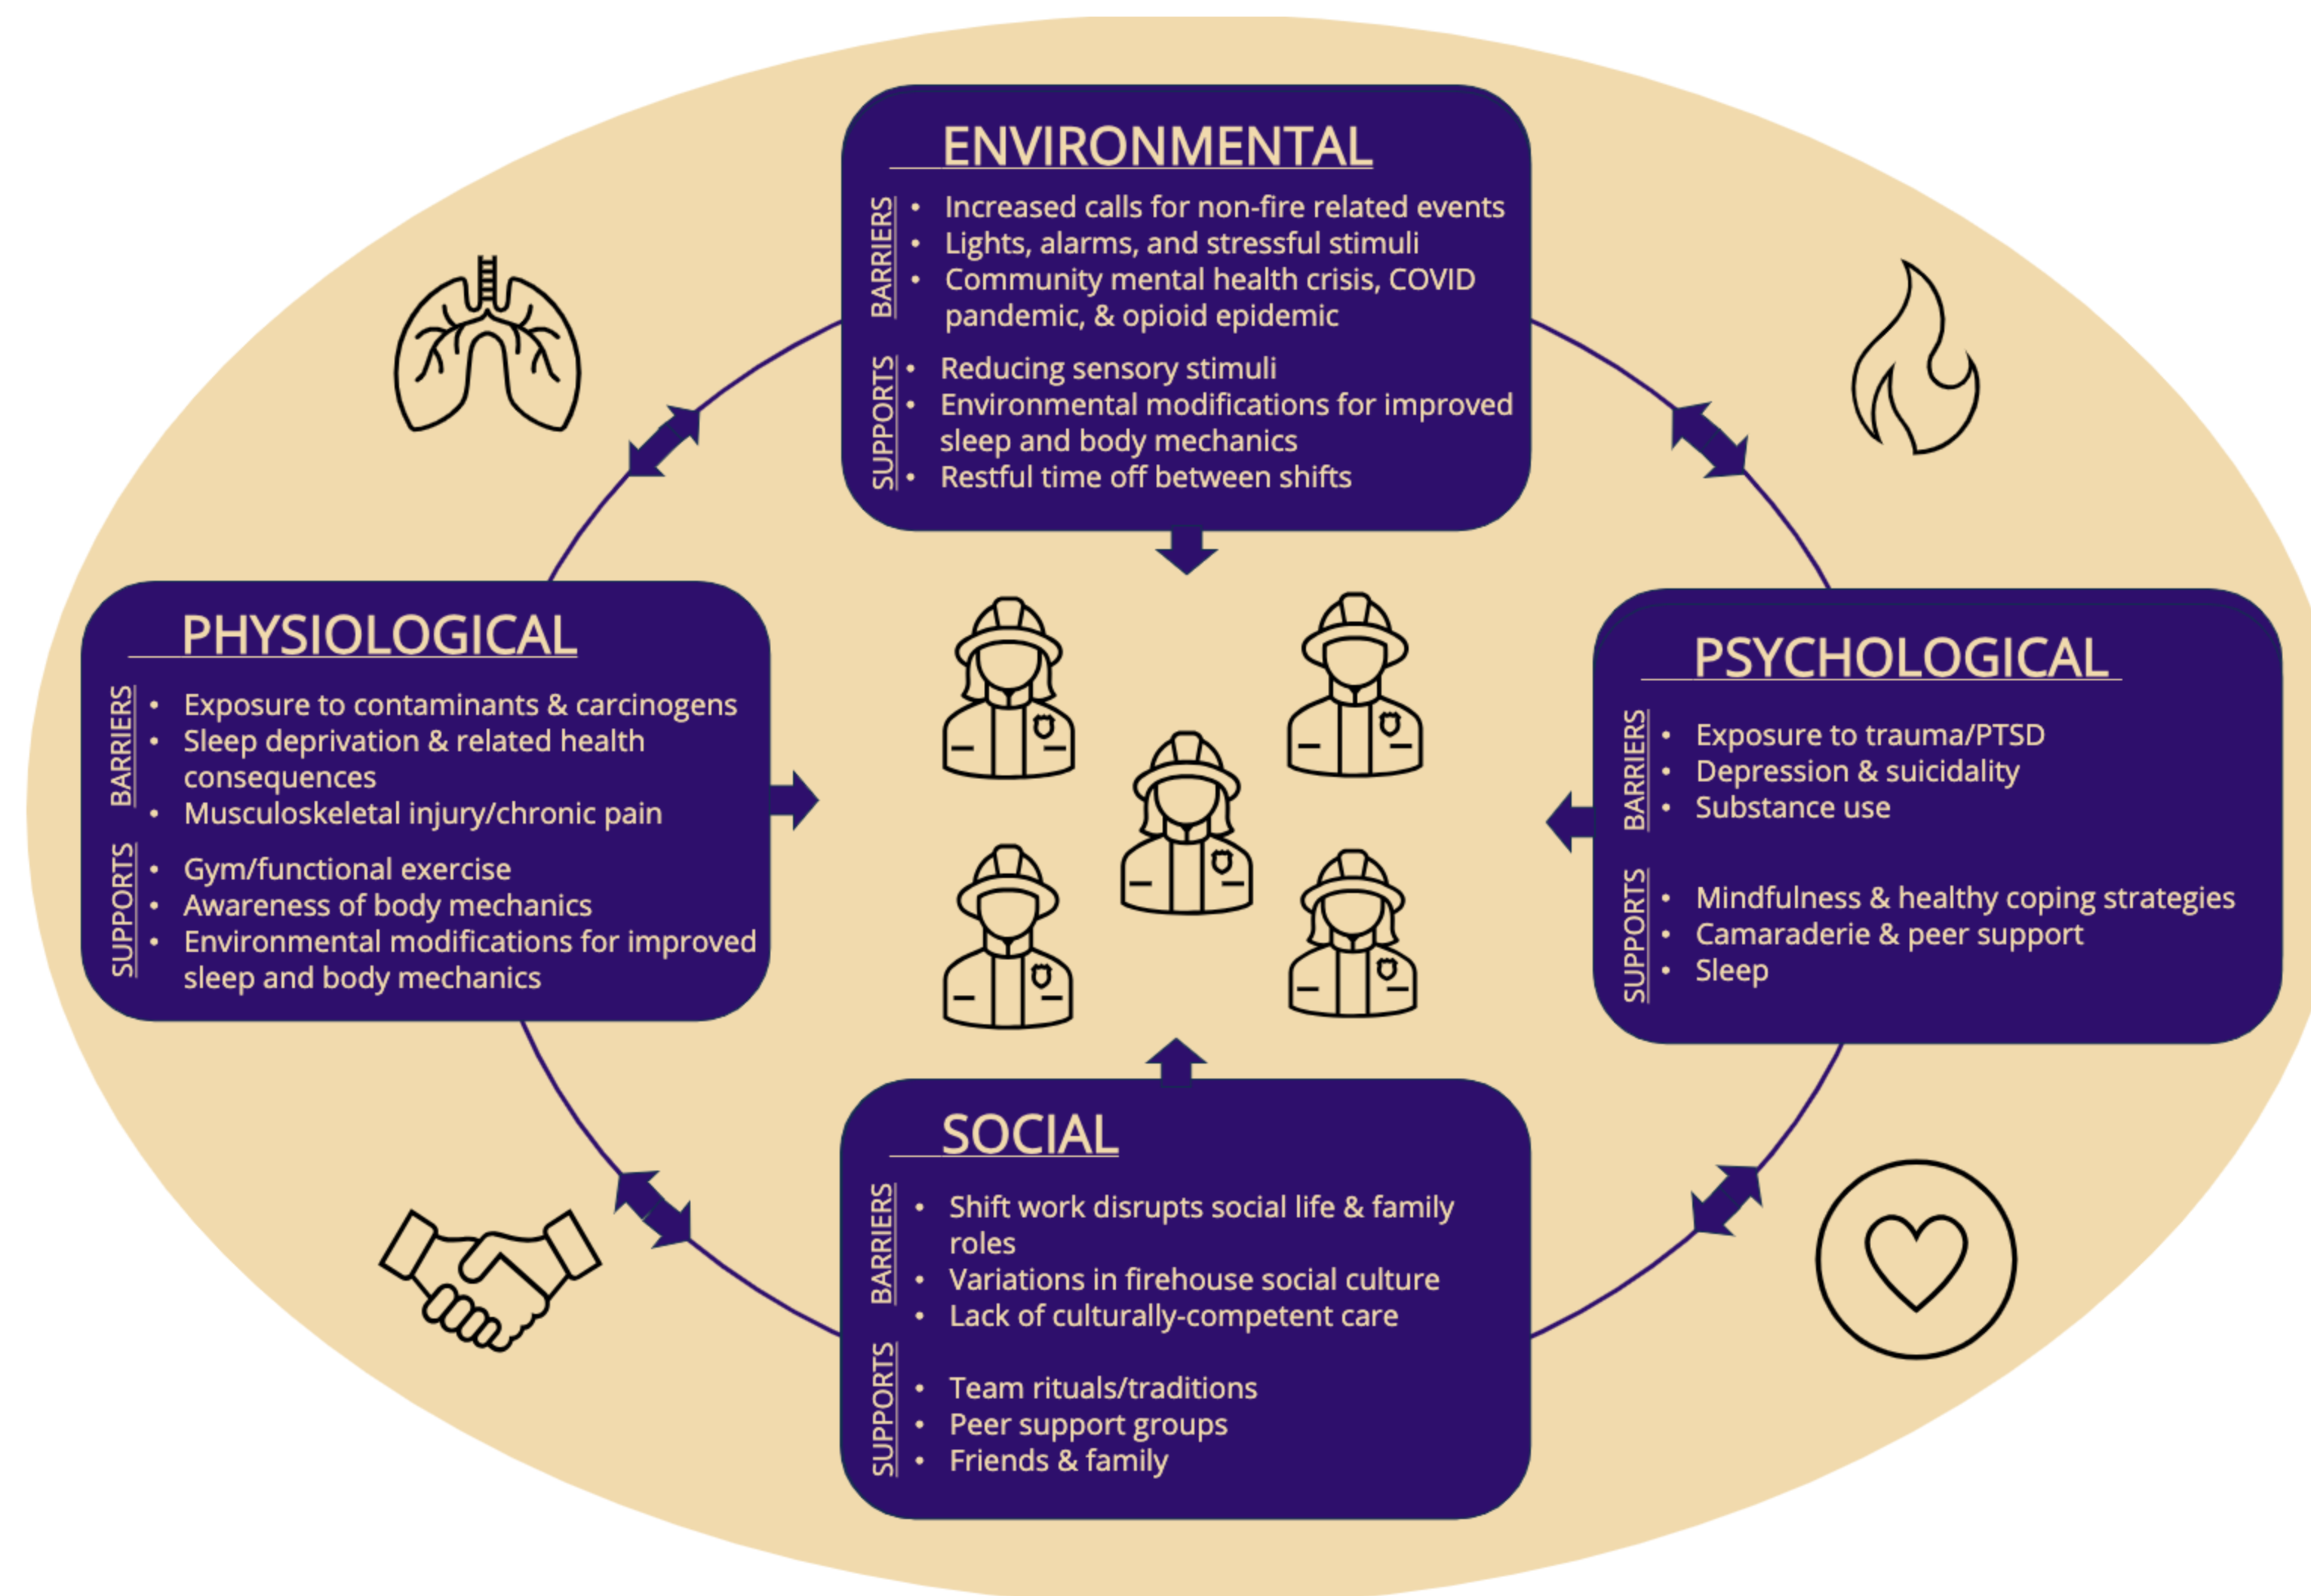 ENVIRONMENTAL
BARRIERS
• Increased calls for non-fire related events
• Lights, alarms, and stressful stimuli
• Community mental health crisis, COVID
pandemic, & opioid epidemic
SUPPORTS
• Reducing sensory stimuli
• Environmental modifications for improved
sleep and body mechanics
• Restful time off between shifts
PHYSIOLOGICAL
BARRIERS
• Exposure to contaminants & carcinogens
• Sleep deprivation & related health
consequences
• Musculoskeletal injury/chronic pain
SUPPORTS
• Gym/functional exercise
• Awareness of body mechanics
• Environmental modifications for improved
sleep and body mechanics
PSYCHOLOGICAL
BARRIERS
• Exposure to trauma/PTSD
• Depression & suicidality
• Substance use
SUPPORTS
• Mindfulness & healthy coping strategies
• Camaraderie & peer support
• Sleep
SOCIAL
BARRIERS
• Shift work disrupts social life & family
roles
• Variations in firehouse social culture
• Lack of culturally-competent care
SUPPORTS
• Team rituals/traditions
• Peer support groups
• Friends & family